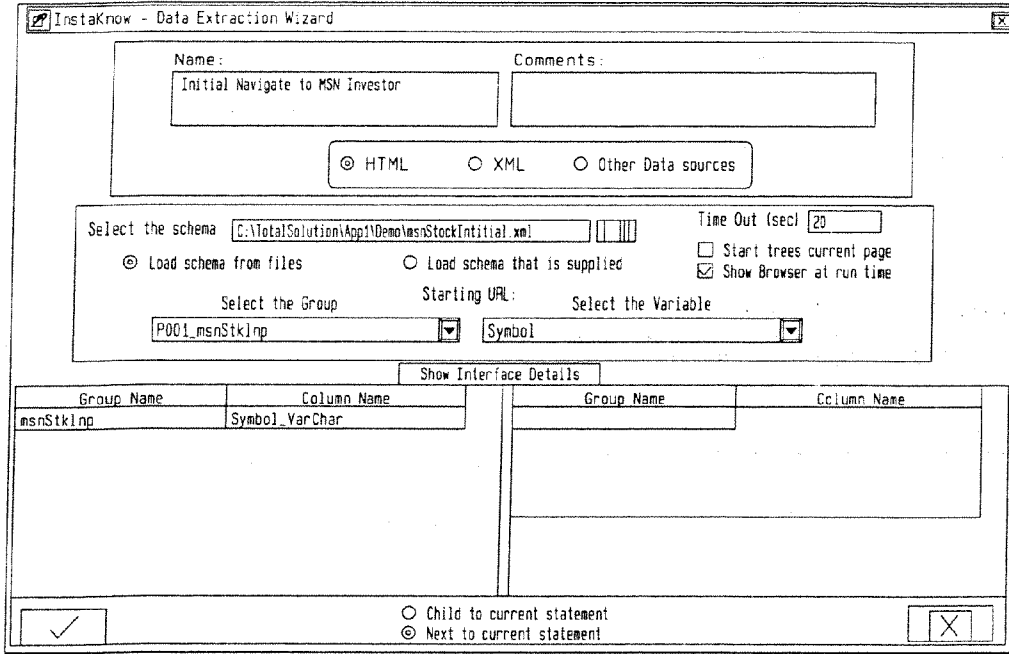 InstaKnow - Data Extraction Wizard
Name: Comments:
Initial Navigate to MSN Investor
HTML XML Other Data sources
Select the schema C:\TotalSolution\App1\Demo\msnStockIntitial.xml Time Out (sec) 20
Start trees current page
Load schema from files Load schema that is supplied Show Browser at run time
Starting URL:
Select the Group Select the Variable
P001_msnStkInp Symbol
Show Interface Details
Group Name Column Name Group Name Column Name
msnStkInp Symbol_VarChar
Child to current statement
Next to current statement